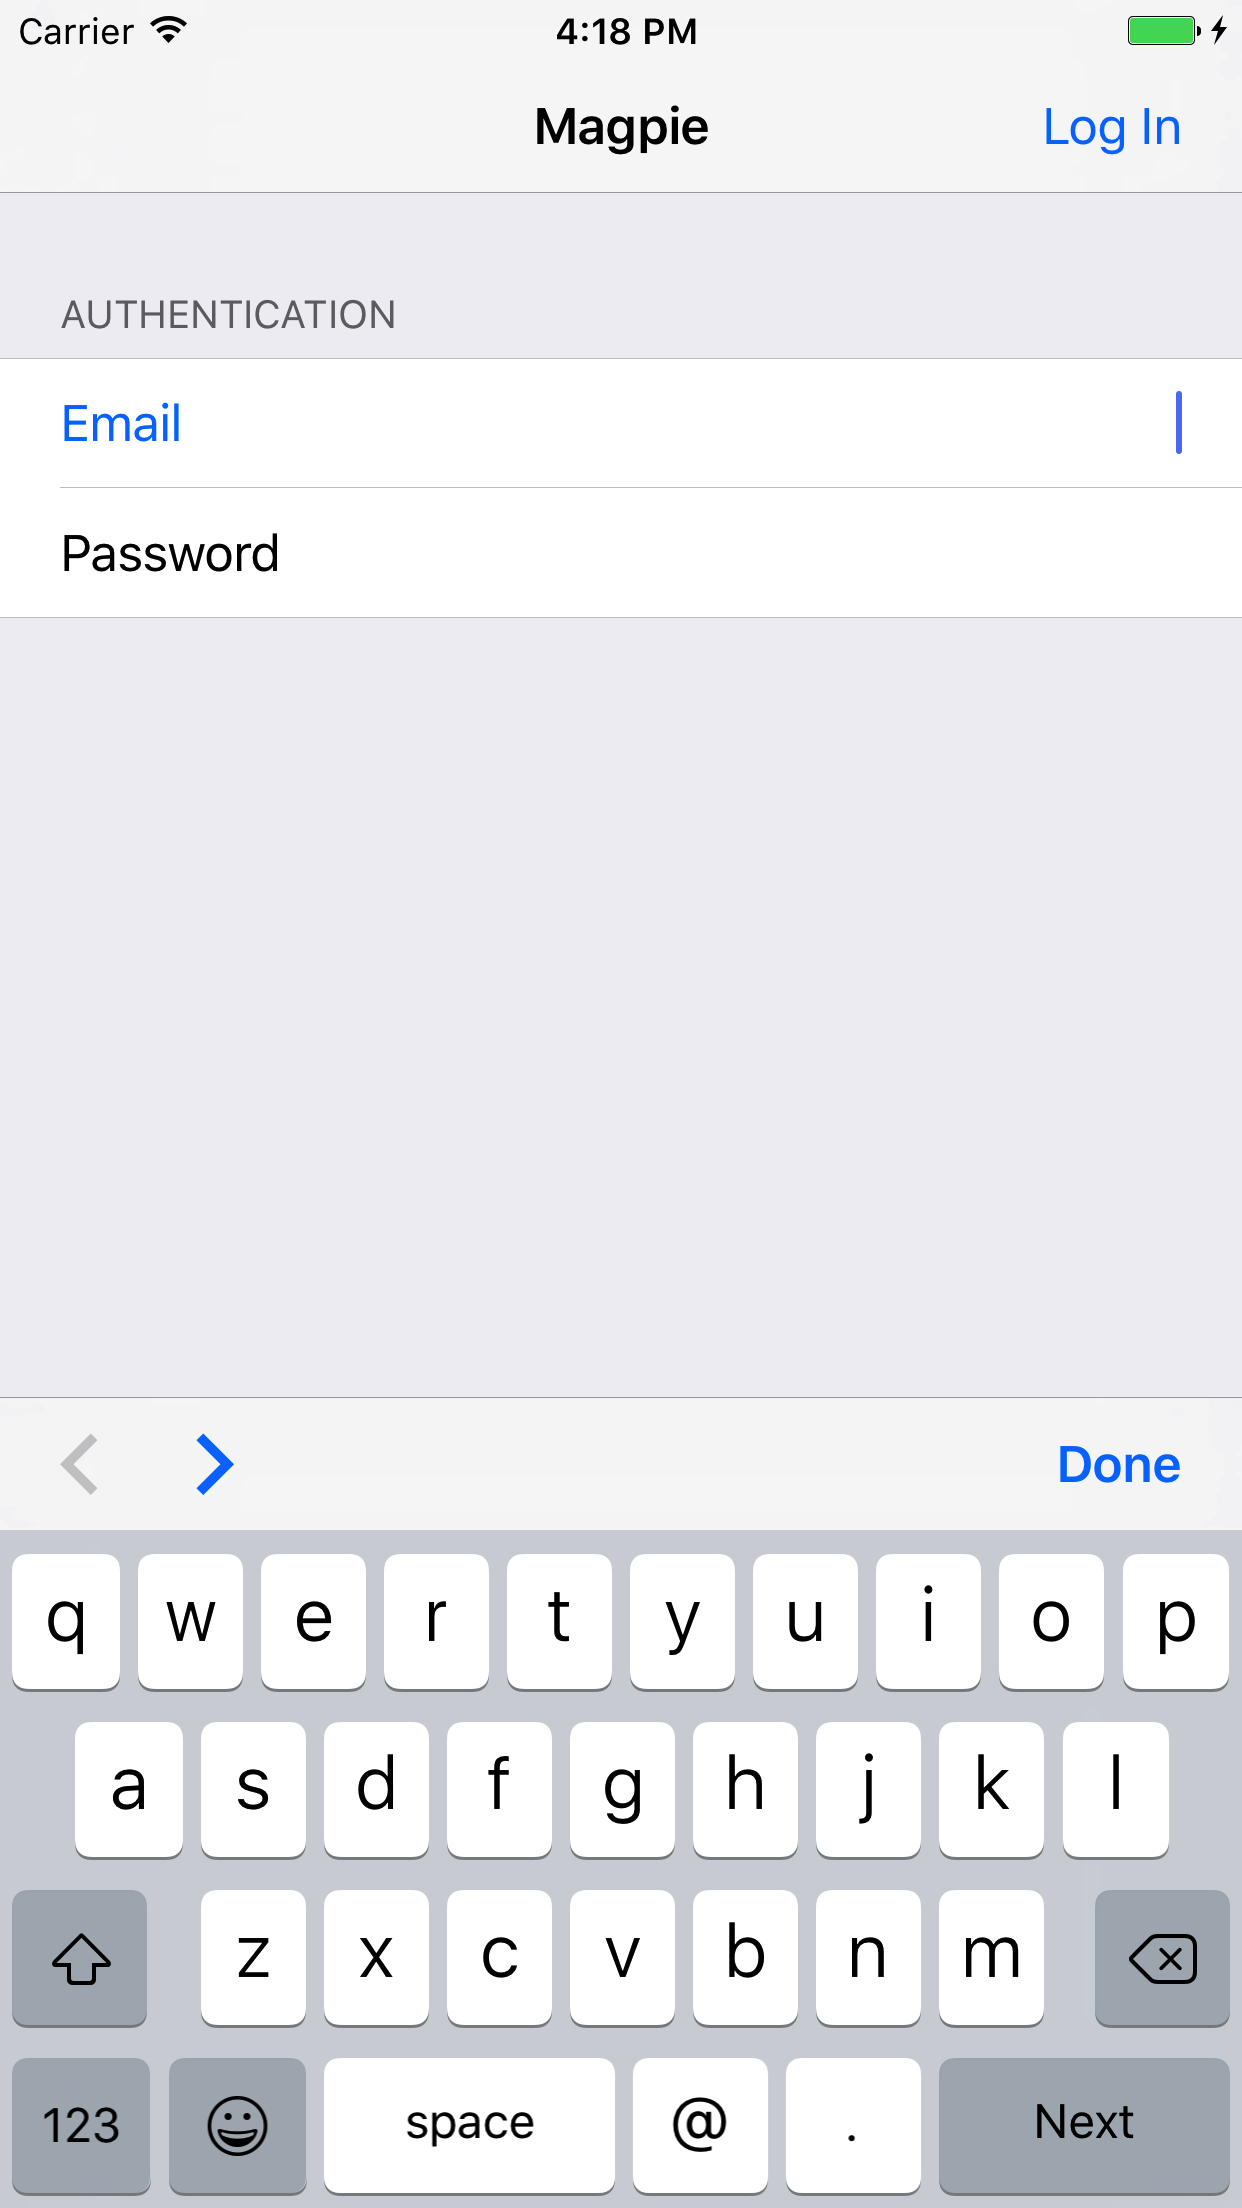 Carrier 4:18 PM
Magpie Log In
AUTHENTICATION
Email
Password
Done
q w e r t y u i o p
a s d f g h j k l
z x c v b n m
123 space @ . Next